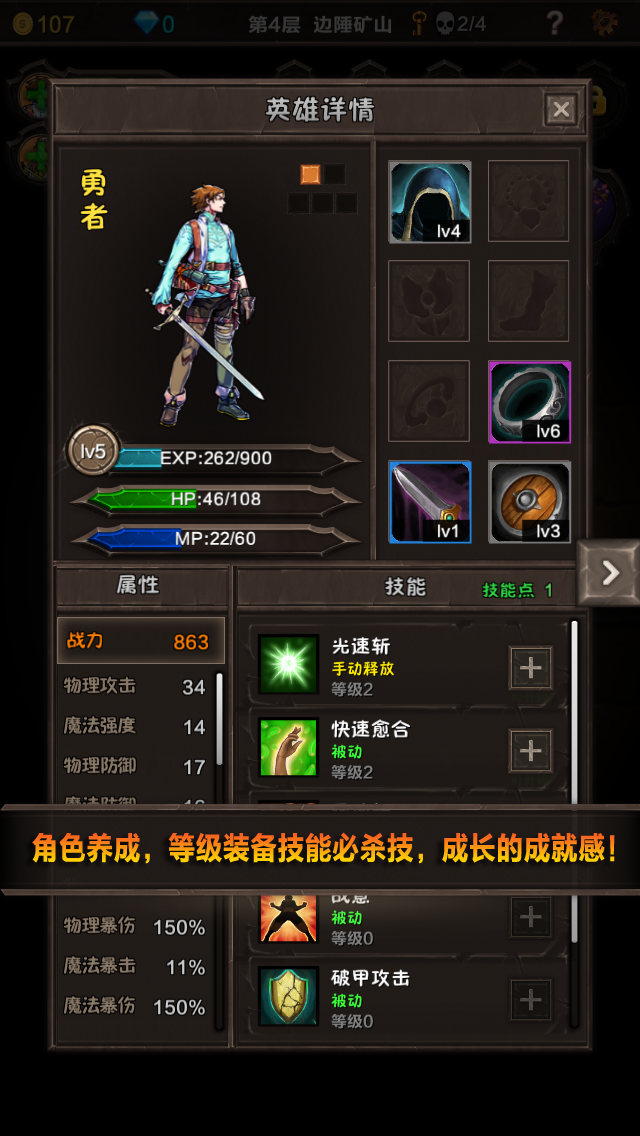 107
0
第4层 边陲矿山
2/4
?
英雄详情
勇者
lv4
lv6
lv1
lv3
lv5
EXP:262/900
HP:46/108
MP:22/60
属性
战力 863
物理攻击 34
魔法强度 14
物理防御 17
魔法防御
技能
技能点 1
光速斩
手动释放
等级2
快速愈合
被动
等级2
角色养成，等级装备技能必杀技，成长的成就感！
物理暴伤 150%
魔法暴击 11%
魔法暴伤 150%
战意
被动
等级0
破甲攻击
被动
等级0